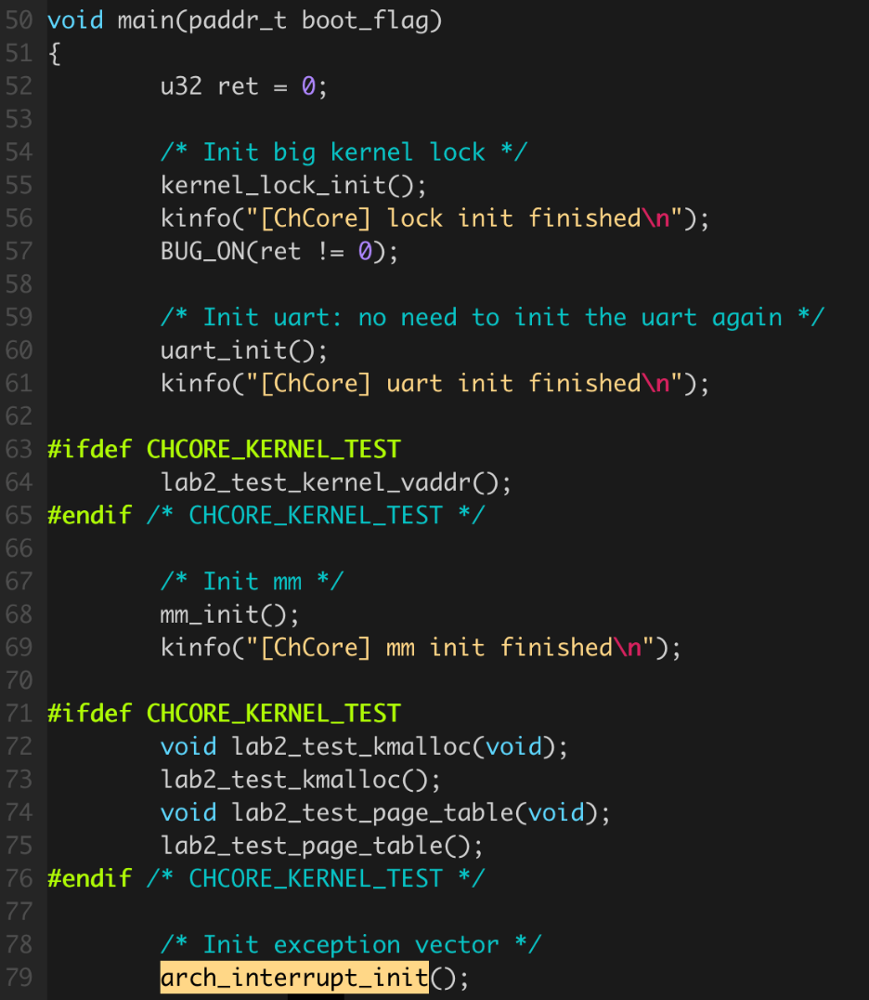 50 void main(paddr_t boot_flag)
51 {
52         u32 ret = 0;
53
54         /* Init big kernel lock */
55         kernel_lock_init();
56         kinfo("[ChCore] lock init finished\n");
57         BUG_ON(ret != 0);
58
59         /* Init uart: no need to init the uart again */
60         uart_init();
61         kinfo("[ChCore] uart init finished\n");
62
63 #ifdef CHCORE_KERNEL_TEST
64         lab2_test_kernel_vaddr();
65 #endif /* CHCORE_KERNEL_TEST */
66
67         /* Init mm */
68         mm_init();
69         kinfo("[ChCore] mm init finished\n");
70
71 #ifdef CHCORE_KERNEL_TEST
72         void lab2_test_kmalloc(void);
73         lab2_test_kmalloc();
74         void lab2_test_page_table(void);
75         lab2_test_page_table();
76 #endif /* CHCORE_KERNEL_TEST */
77
78         /* Init exception vector */
79         arch_interrupt_init();